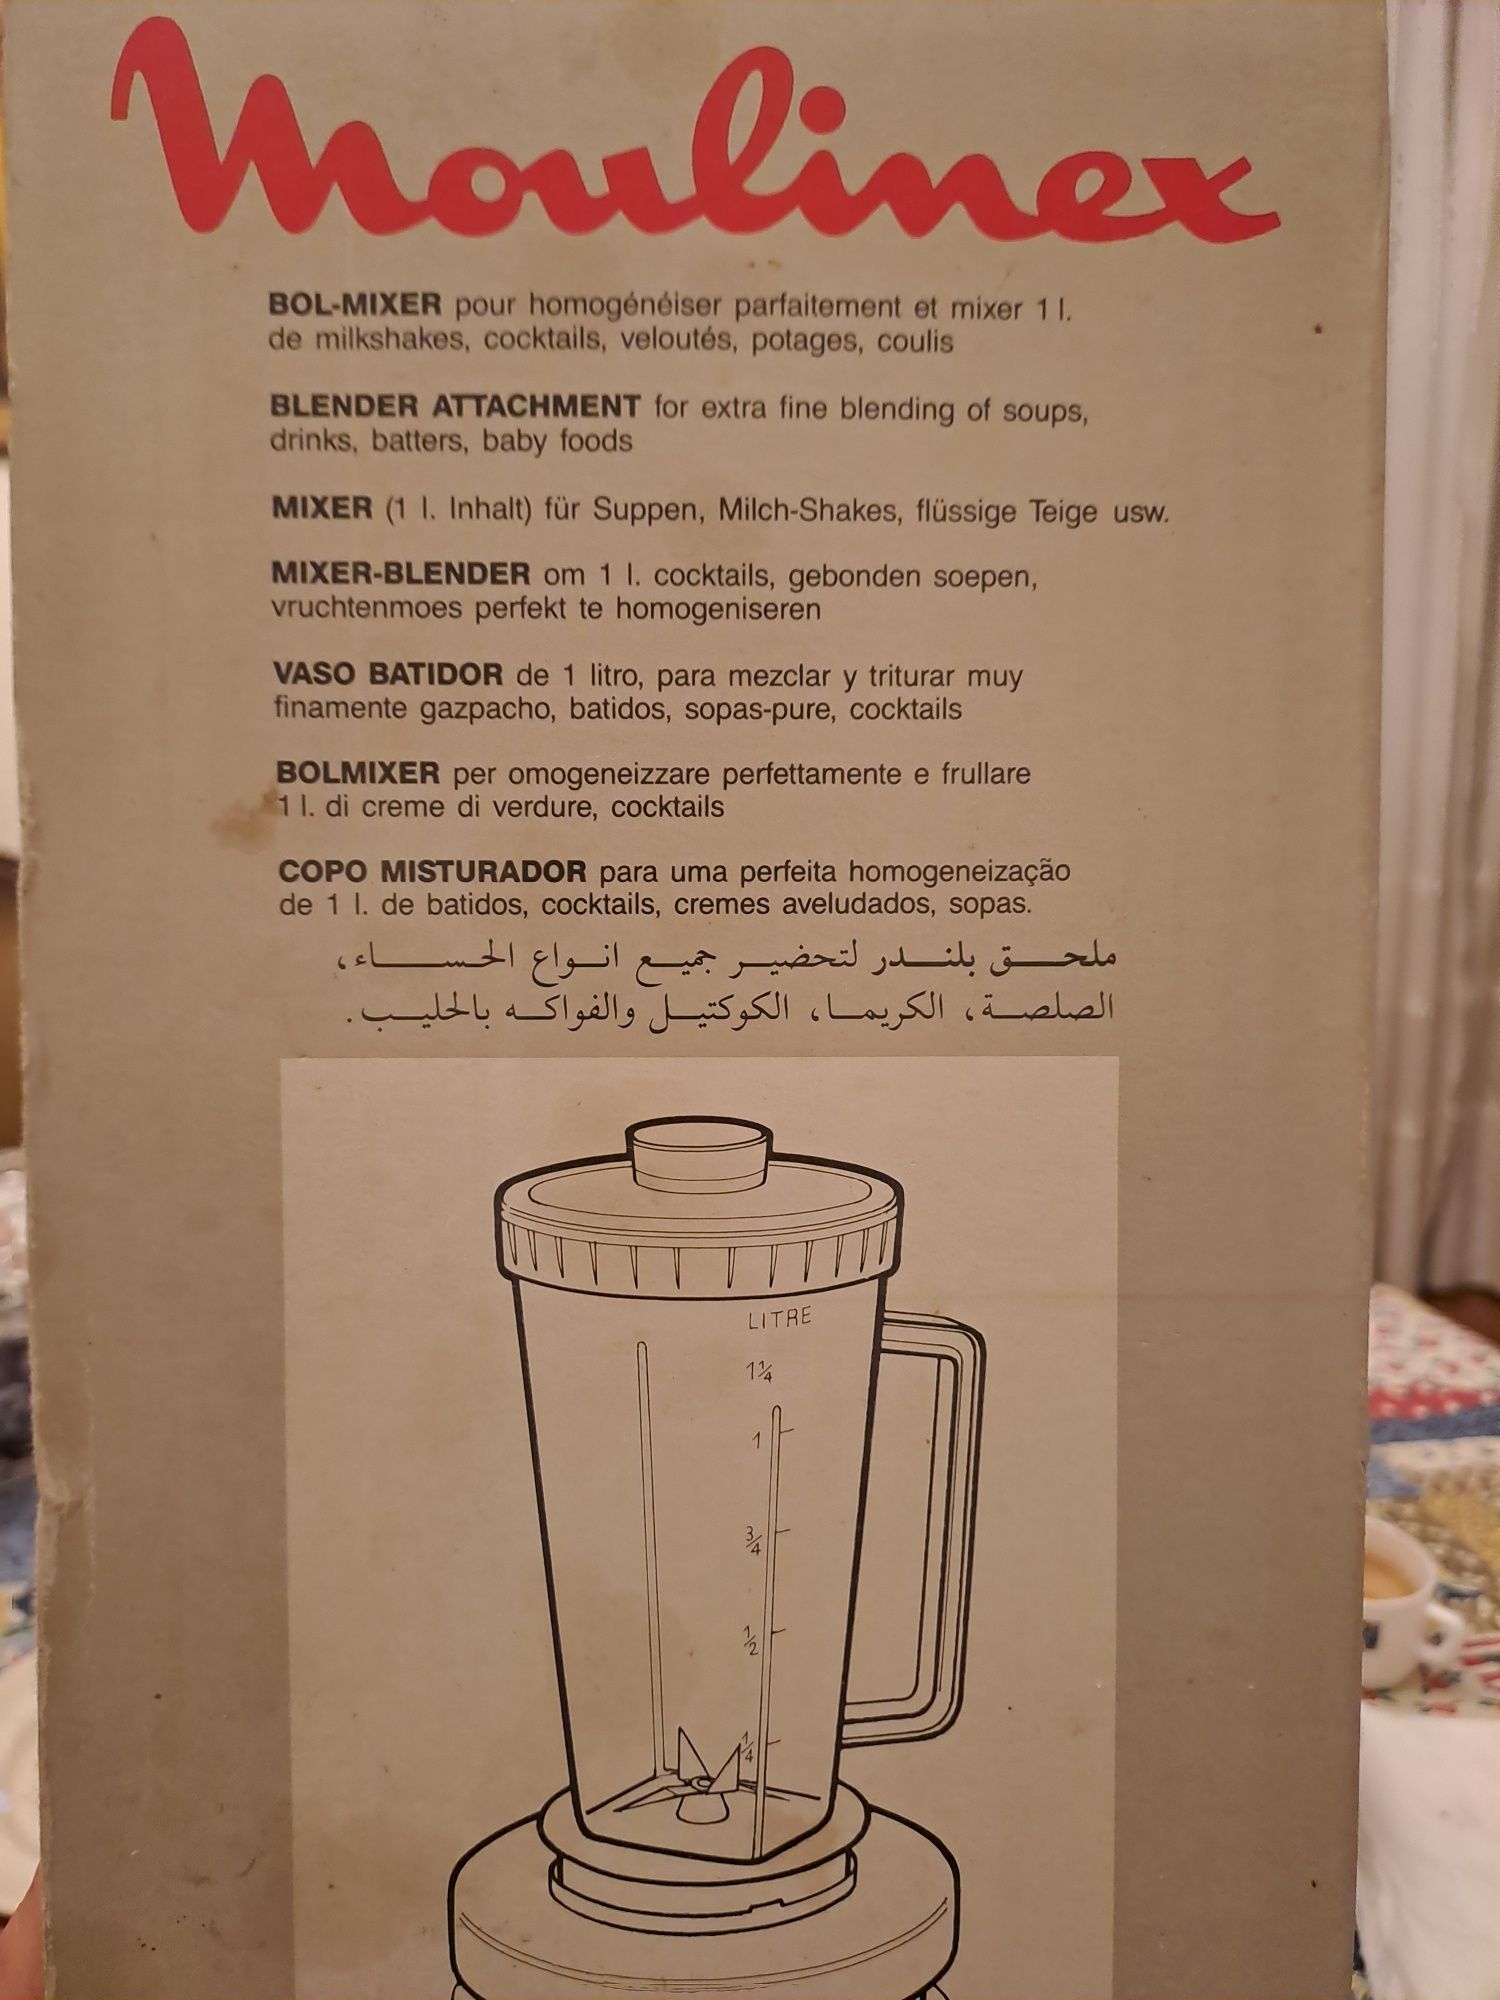 Moulinex
BOL-MIXER pour homogénéiser parfaitement et mixer 1 l.
de milkshakes, cocktails, veloutés, potages, coulis
BLENDER ATTACHMENT for extra fine blending of soups,
drinks, batters, baby foods
MIXER (1 l. Inhalt) für Suppen, Milch-Shakes, flüssige Teige usw.
MIXER-BLENDER om 1 l. cocktails, gebonden soepen,
vruchtenmoes perfekt te homogeniseren
VASO BATIDOR de 1 litro, para mezclar y triturar muy
finamente gazpacho, batidos, sopas-pure, cocktails
BOLMIXER per omogeneizzare perfettamente e frullare
1 l. di creme di verdure, cocktails
COPO MISTURADOR para uma perfeita homogeneização
de 1 l. de batidos, cocktails, cremes aveludados, sopas.
ملحق بلندر لتحضير جميع انواع الحساء،
الصلصة، الكريما، الكوكتيل والفواكه بالحليب.
LITRE
1 1/4
1
3/4
1/2
1/4